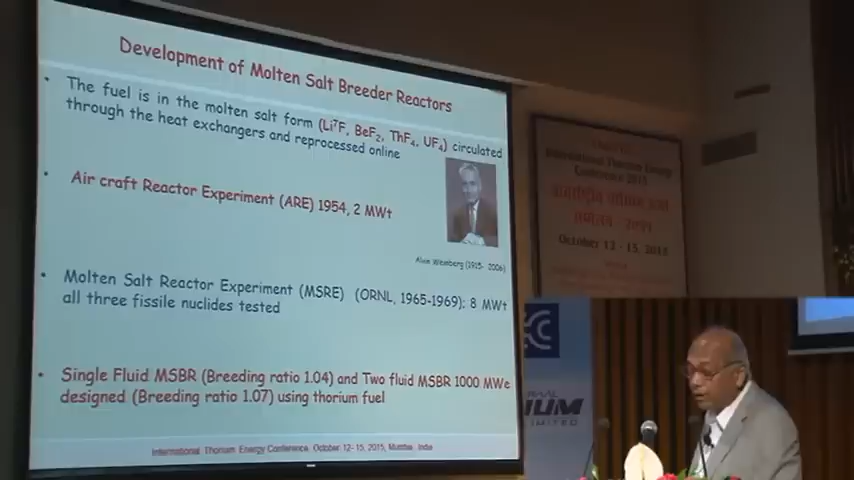 Development of Molten Salt Breeder Reactors
• The fuel is in the molten salt form (Li⁷F, BeF₂, ThF₄, UF₄) circulated
through the heat exchangers and reprocessed online
• Air craft Reactor Experiment (ARE) 1954, 2 MWt
Alvin Weinberg (1915- 2006)
• Molten Salt Reactor Experiment (MSRE) (ORNL, 1965-1969): 8 MWt
all three fissile nuclides tested
• Single Fluid MSBR (Breeding ratio 1.04) and Two fluid MSBR 1000 MWe
designed (Breeding ratio 1.07) using thorium fuel
International Thorium Energy Conference, October 12-15, 2015, Mumbai, India
International Thorium Energy
Conference 2015
October 12 - 15, 2015
IUM
LIMITED